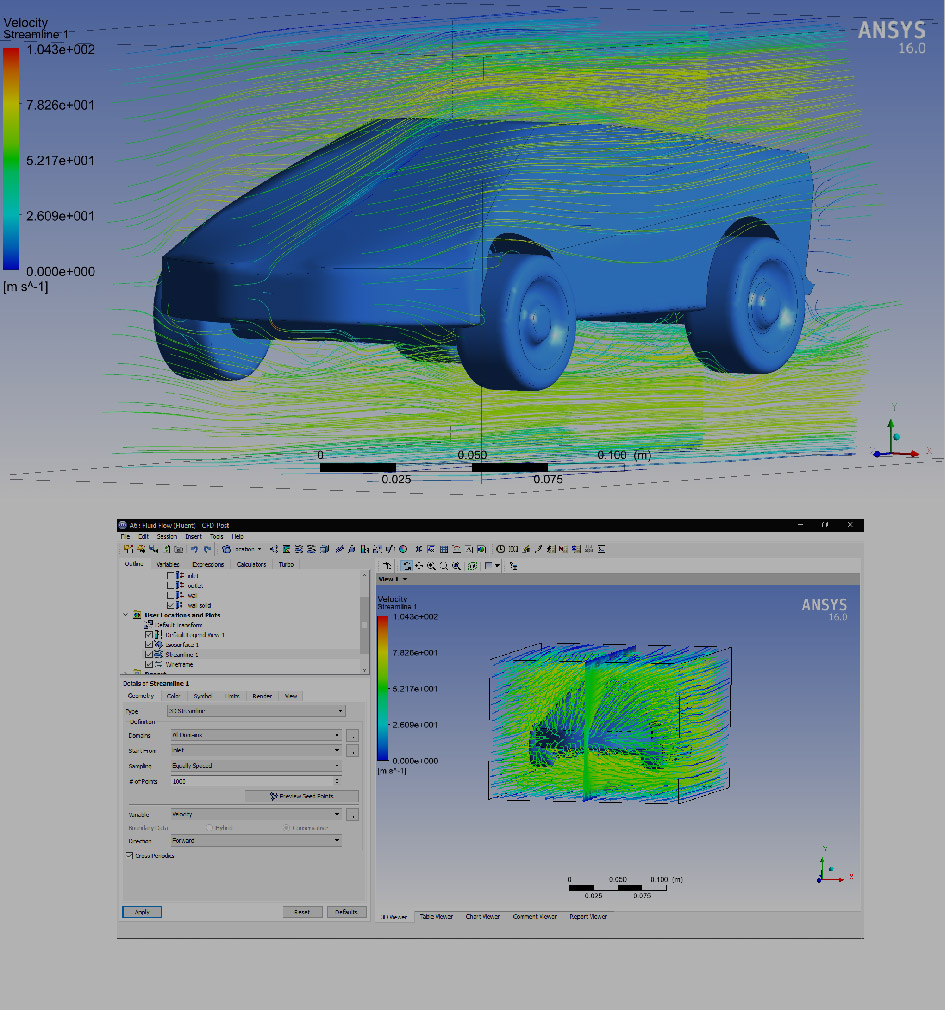 Velocity
Streamline 1
1.043e+002
7.826e+001
5.217e+001
2.609e+001
0.000e+000
[m s^-1]
ANSYS
16.0
0
0.050
0.100 (m)
0.025
0.075
Y
X
A6 : Fluid Flow (Fluent) - CFD-Post
File Edit Session Insert Tools Help
Location
Outline Variables Expressions Calculators Turbo
inlet
outlet
wall
wall solid
User Locations and Plots
Default Transform
Default Legend View 1
Isosurface 1
Streamline 1
Wireframe
Details of Streamline 1
Geometry Color Symbol Limits Render View
Type 3D Streamline
Definition
Domains All Domains
Start From inlet
Sampling Equally Spaced
# of Points 1000
Preview Seed Points
Variable Velocity
Boundary Data Hybrid Conservative
Direction Forward
Cross Periodics
Apply Reset Defaults
View 1
Velocity
Streamline 1
1.043e+002
7.826e+001
5.217e+001
2.609e+001
0.000e+000
[m s^-1]
ANSYS
16.0
0
0.050
0.100 (m)
0.025
0.075
Y
X
3D Viewer Table Viewer Chart Viewer Comment Viewer Report Viewer